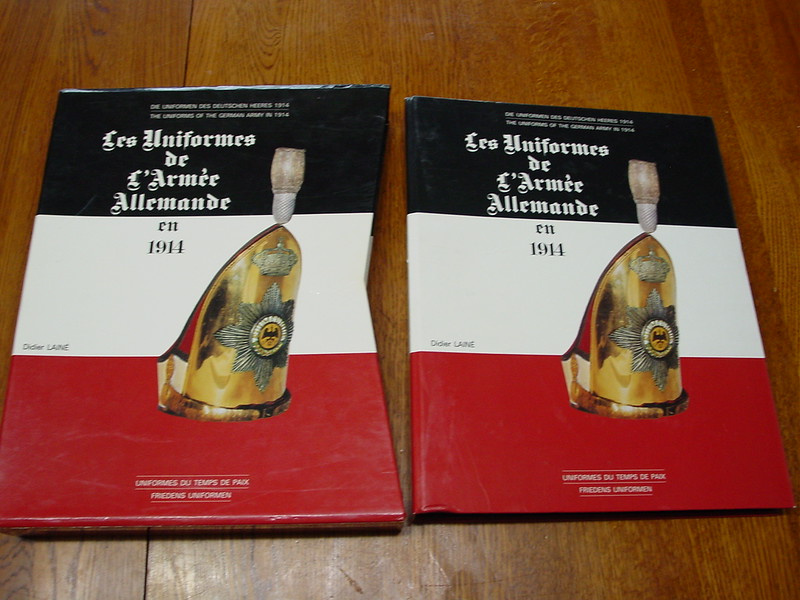 DIE UNIFORMEN DES DEUTSCHEN HEERES 1914
THE UNIFORMS OF THE GERMAN ARMY IN 1914
Les Uniformes
de
L'Armée
Allemande
en
1914
Didier LAINÉ
UNIFORMES DU TEMPS DE PAIX
FRIEDENS UNIFORMEN
DIE UNIFORMEN DES DEUTSCHEN HEERES 1914
THE UNIFORMS OF THE GERMAN ARMY IN 1914
Les Uniformes
de
L'Armée
Allemande
en
1914
Didier LAINÉ
UNIFORMES DU TEMPS DE PAIX
FRIEDENS UNIFORMEN